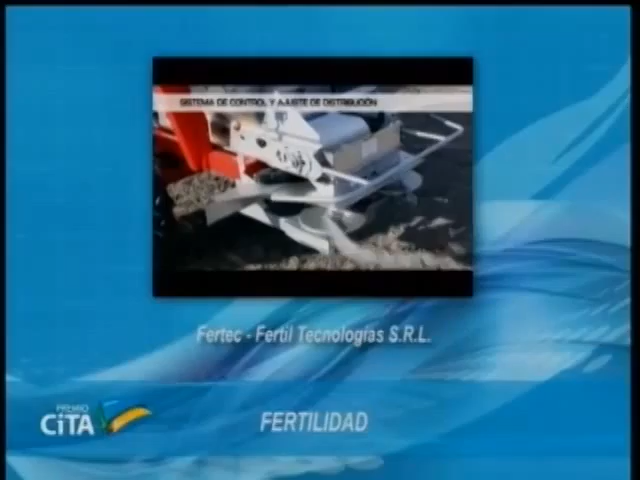 SISTEMA DE CONTROL Y AJUSTE DE DISTRIBUCIÓN
Fertec - Fertil Tecnologías S.R.L.
PREMIO
CiTA
FERTILIDAD